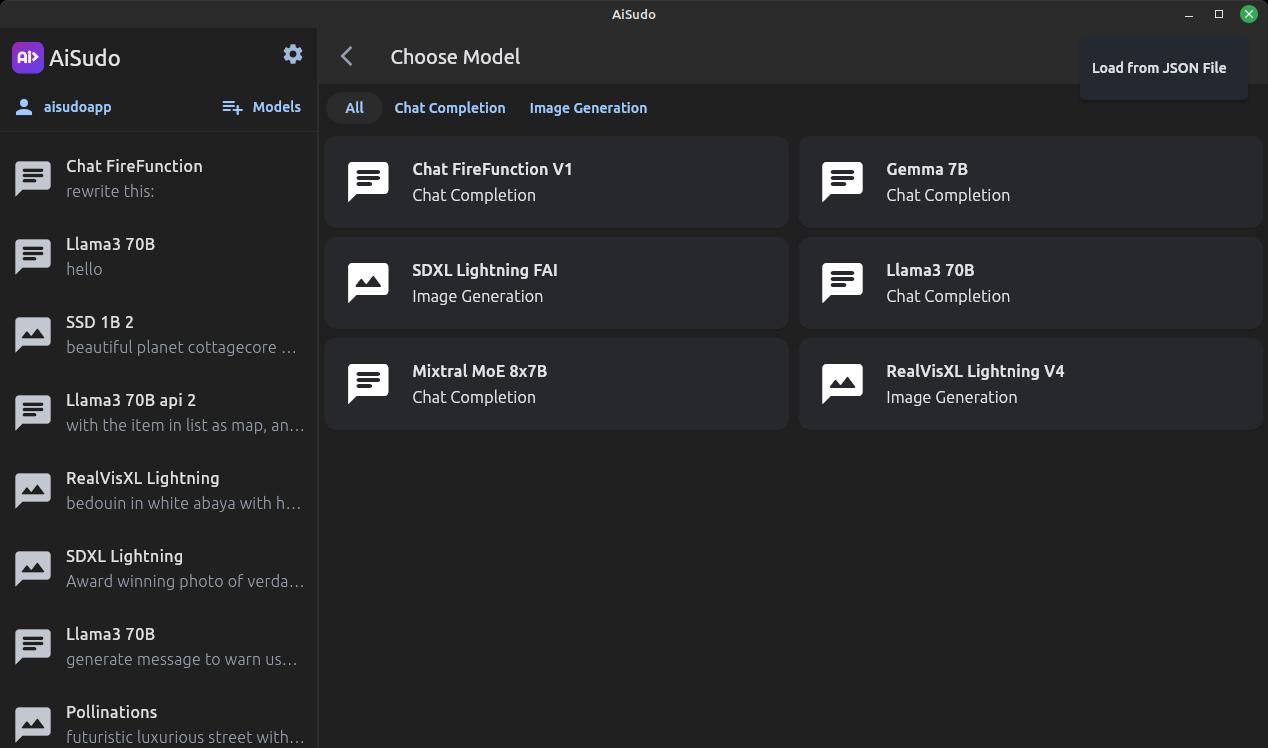 AiSudo
Ai>
AiSudo
aisudoapp
Models
Chat FireFunction
rewrite this:
Llama3 70B
hello
SSD 1B 2
beautiful planet cottagecore ...
Llama3 70B api 2
with the item in list as map, an...
RealVisXL Lightning
bedouin in white abaya with h...
SDXL Lightning
Award winning photo of verda...
Llama3 70B
generate message to warn us...
Pollinations
futuristic luxurious street with...
Choose Model
Load from JSON File
All
Chat Completion
Image Generation
Chat FireFunction V1
Chat Completion
Gemma 7B
Chat Completion
SDXL Lightning FAI
Image Generation
Llama3 70B
Chat Completion
Mixtral MoE 8x7B
Chat Completion
RealVisXL Lightning V4
Image Generation